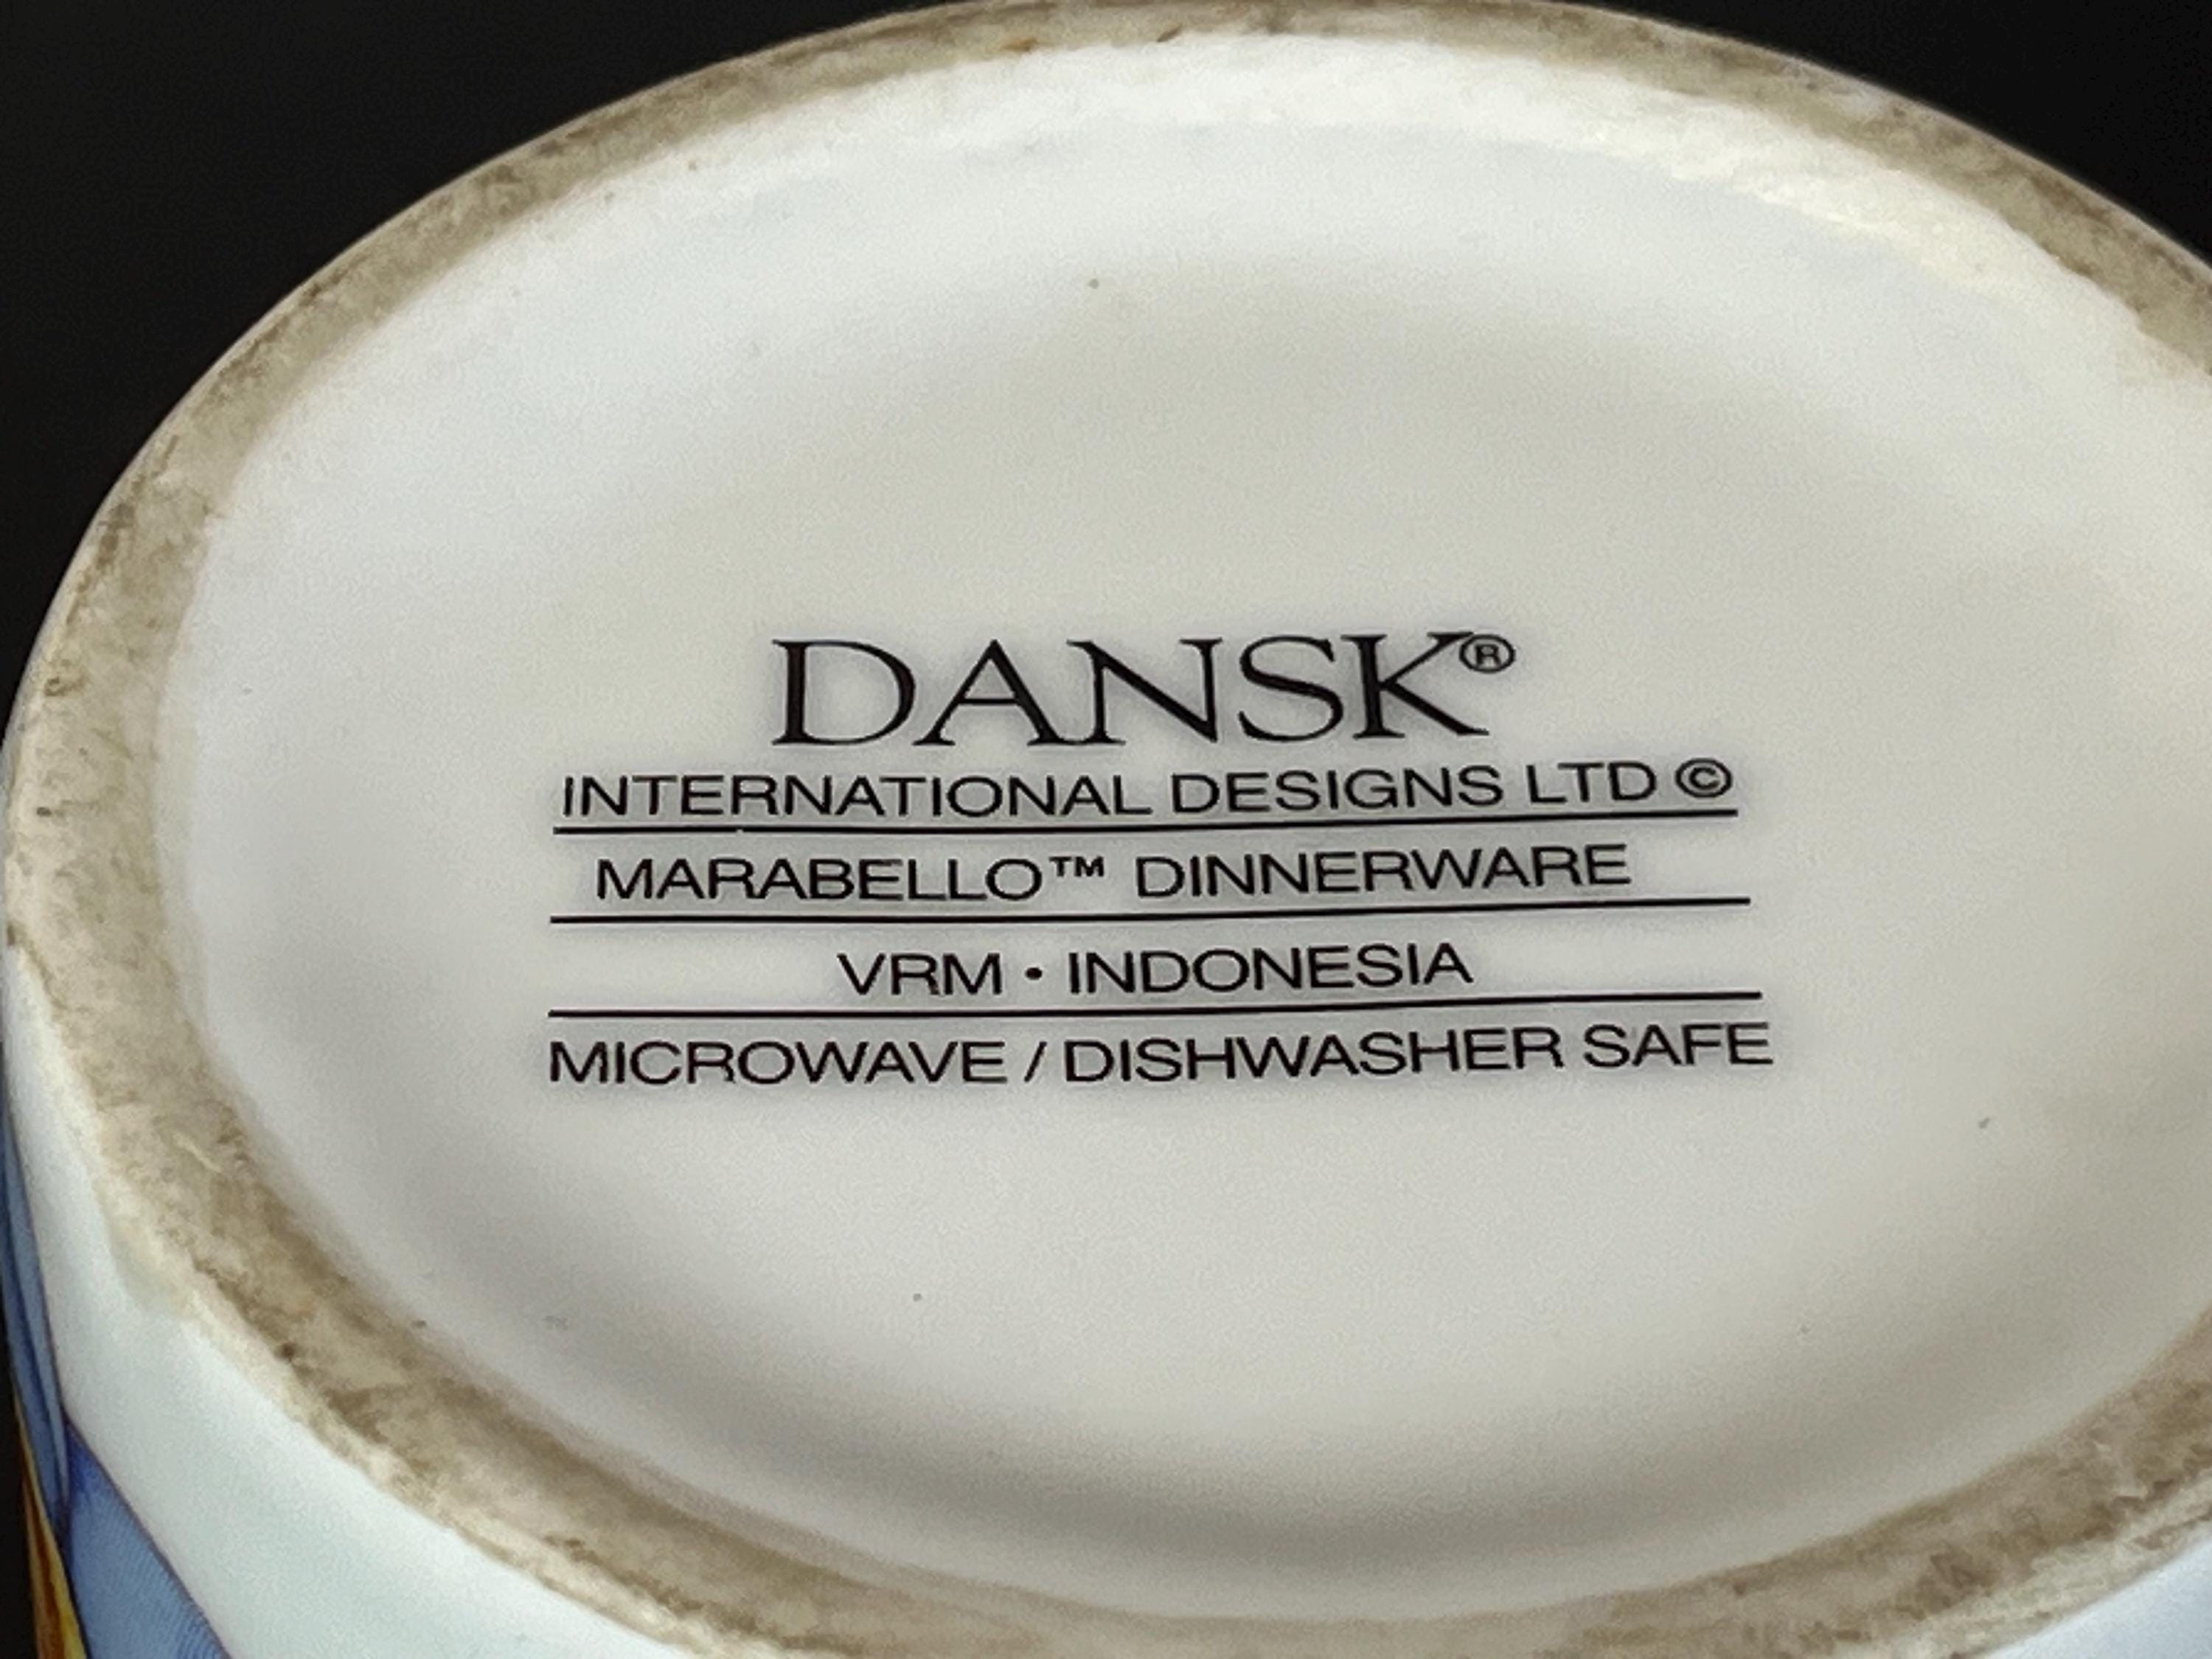 DANSK®
INTERNATIONAL DESIGNS LTD ©
MARABELLO™ DINNERWARE
VRM • INDONESIA
MICROWAVE / DISHWASHER SAFE